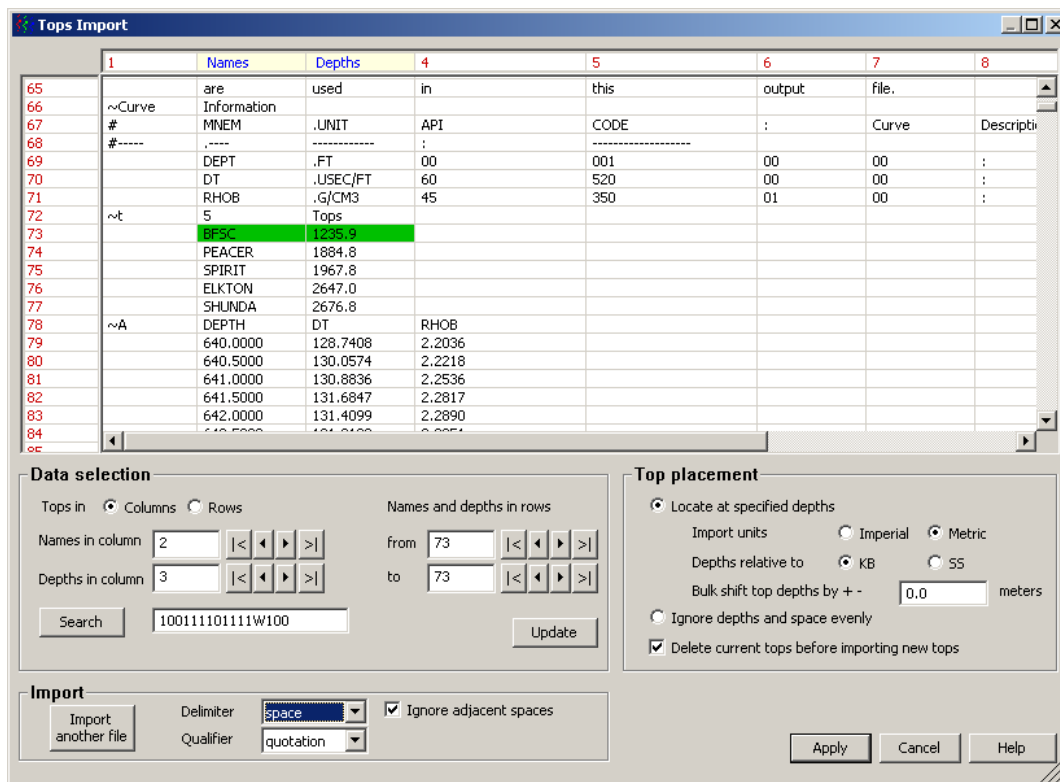 Tops Import
1 Names Depths 4 5 6 7 8
65 are used in this output file.
66 ~Curve Information
67 # MNEM .UNIT API CODE : Curve
68 #----- .---- ------------ : -------------------
69 DEPT .FT 00 001 00 00 :
70 DT .USEC/FT 60 520 00 00 :
71 RHOB .G/CM3 45 350 01 00 :
72 ~t 5 Tops
73 BFSC 1235.9
74 PEACER 1884.8
75 SPIRIT 1967.8
76 ELKTON 2647.0
77 SHUNDA 2676.8
78 ~A DEPTH DT RHOB
79 640.0000 128.7408 2.2036
80 640.5000 130.0574 2.2218
81 641.0000 130.8836 2.2536
82 641.5000 131.6847 2.2817
83 642.0000 131.4099 2.2890
84
85
Data selection
Tops in Columns Rows
Names and depths in rows
Names in column 2 |< >| from 73 |< >|
Depths in column 3 |< >| to 73 |< >|
Search 100111101111W100
Update
Top placement
Locate at specified depths
Import units Imperial Metric
Depths relative to KB SS
Bulk shift top depths by + - 0.0 meters
Ignore depths and space evenly
Delete current tops before importing new tops
Import
Import another file
Delimiter space Ignore adjacent spaces
Qualifier quotation
Apply Cancel Help